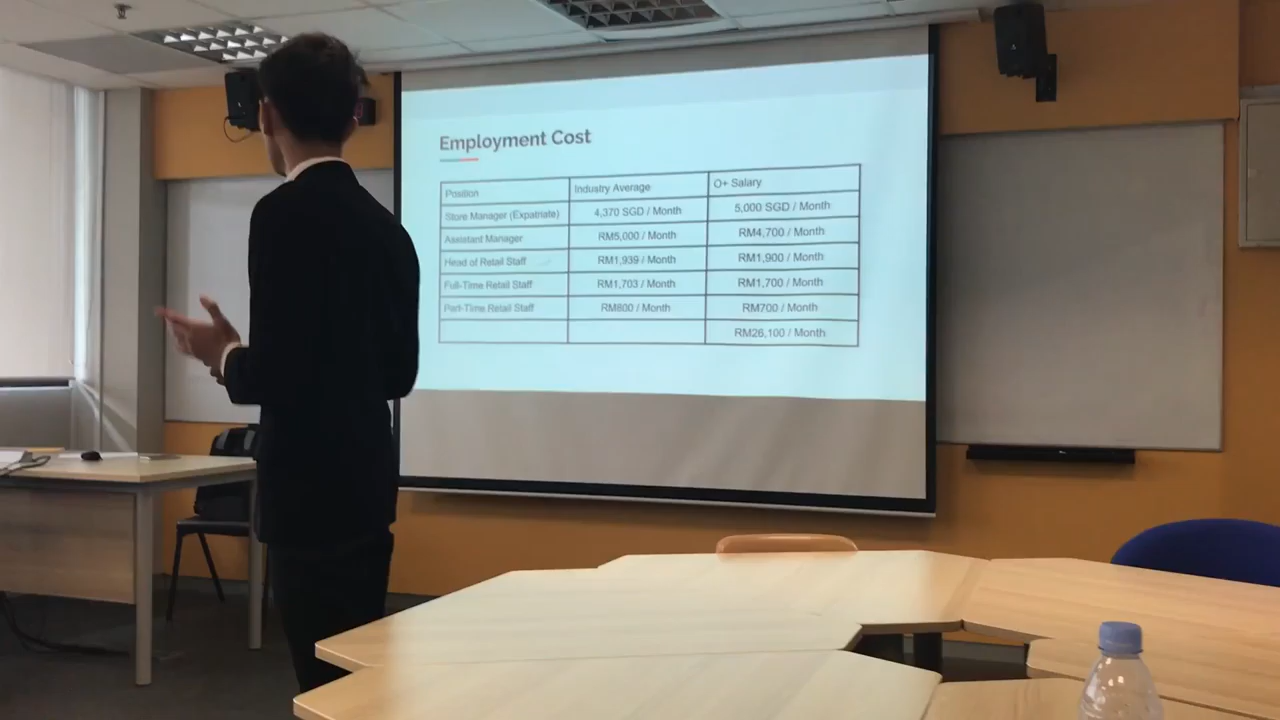 Employment Cost
Position Industry Average O+ Salary
Store Manager (Expatriate) 4,370 SGD / Month 5,000 SGD / Month
Assistant Manager RM5,000 / Month RM4,700 / Month
Head of Retail Staff RM1,939 / Month RM1,900 / Month
Full-Time Retail Staff RM1,703 / Month RM1,700 / Month
Part-Time Retail Staff RM800 / Month RM700 / Month
RM26,100 / Month